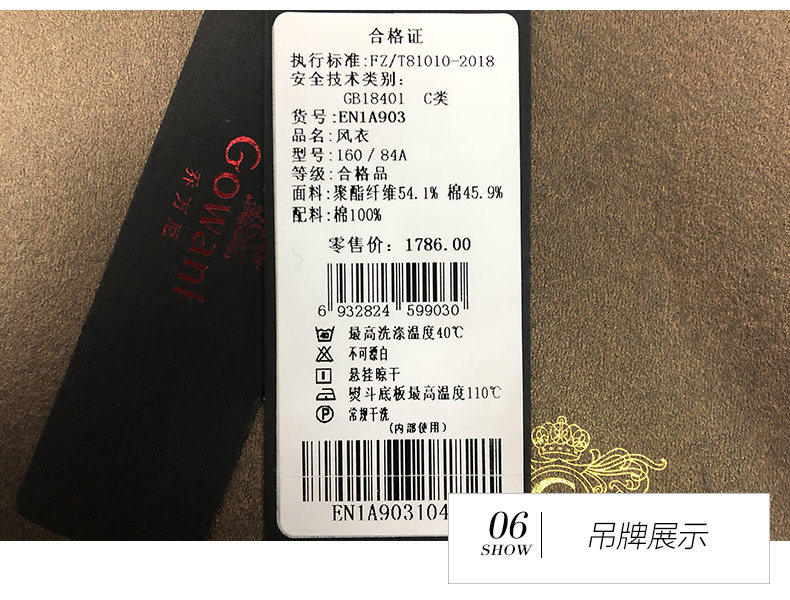 合格证
执行标准:FZ/T81010-2018
安全技术类别:
GB18401 C类
货号:EN1A903
品名:风衣
型号:160/84A
等级:合格品
面料:聚酯纤维54.1% 棉45.9%
配料:棉100%
零售价: 1786.00
6 932824 599030
最高洗涤温度40℃
不可漂白
悬挂晾干
熨斗底板最高温度110℃
常规干洗
(内部使用)
EN1A903104
Gowani
乔万尼
06
SHOW
吊牌展示